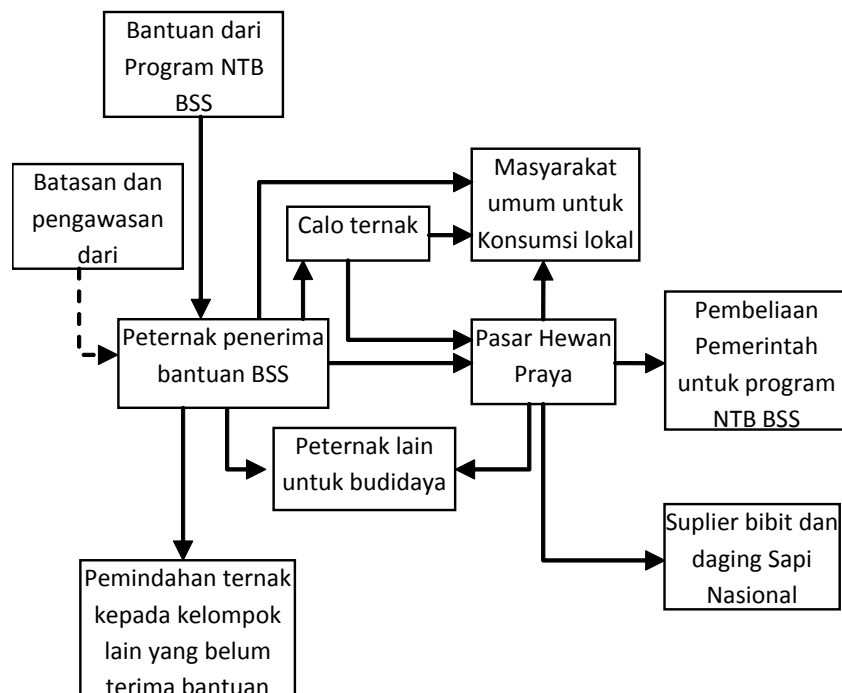 Bantuan dari
Program NTB
BSS
Batasan dan
pengawasan
dari
Masyarakat
umum untuk
Konsumsi lokal
Calo ternak
Peternak penerima
bantuan BSS
Pasar Hewan
Praya
Pembeliaan
Pemerintah
untuk program
NTB BSS
Peternak lain
untuk budidaya
Suplier bibit dan
daging Sapi
Nasional
Pemindahan ternak
kepada kelompok
lain yang belum
terima bantuan